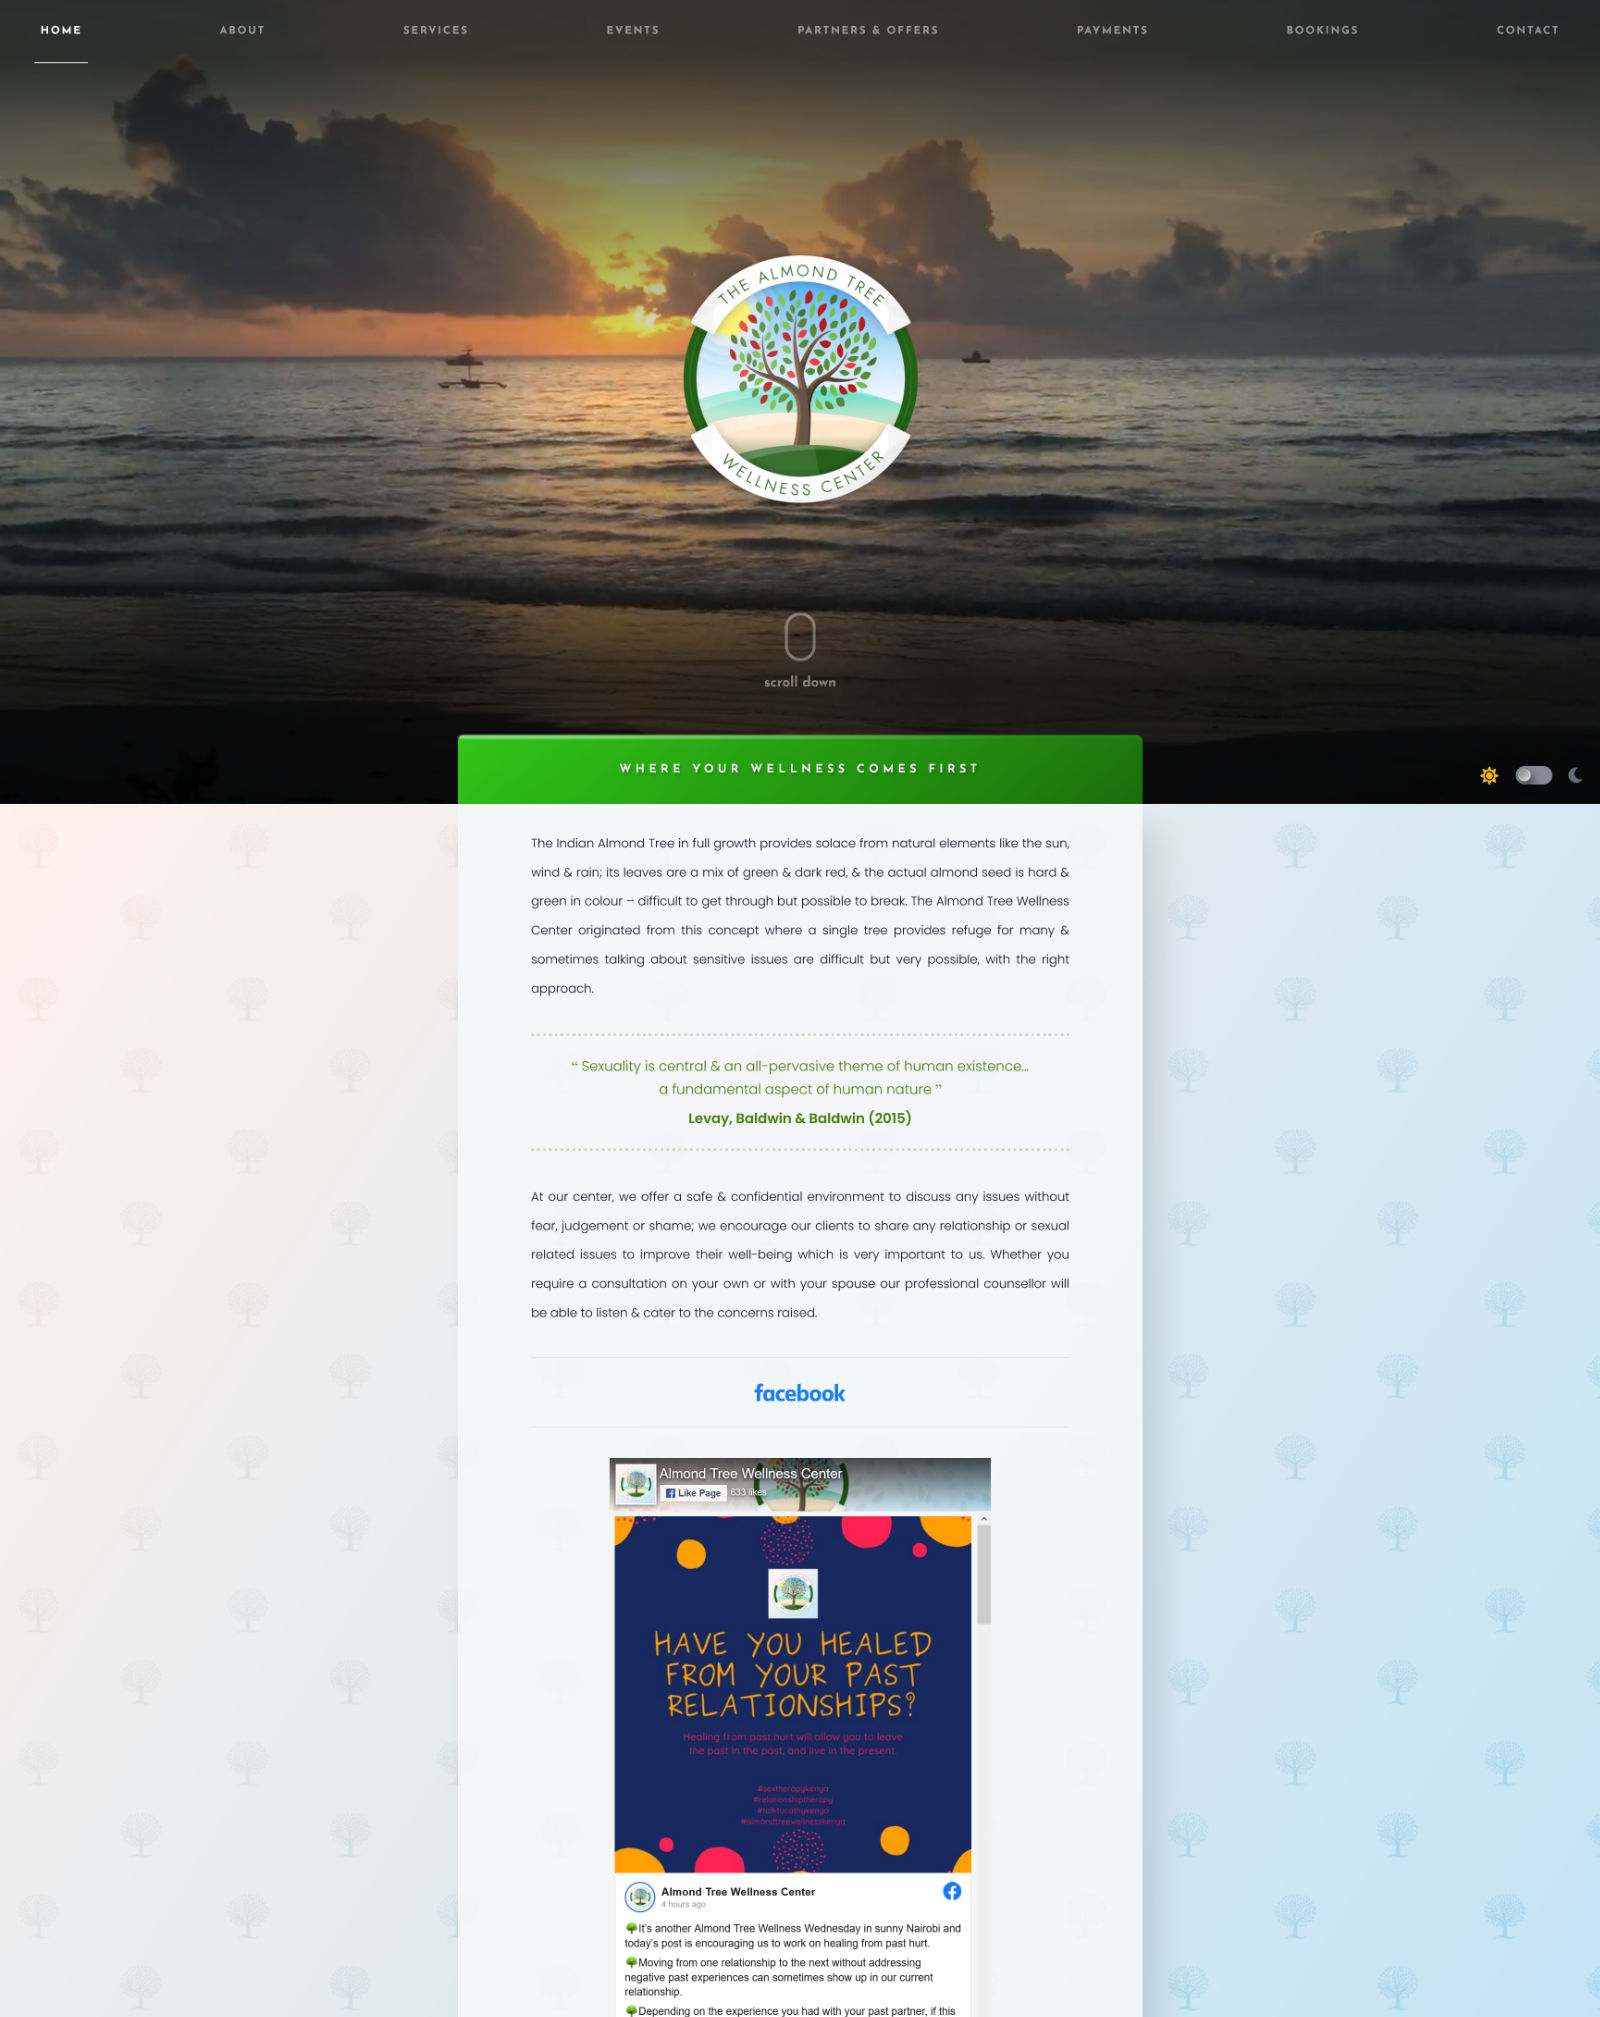 HOME ABOUT SERVICES EVENTS PARTNERS & OFFERS PAYMENTS BOOKINGS CONTACT
THE ALMOND TREE
WELLNESS CENTER
scroll down
WHERE YOUR WELLNESS COMES FIRST
The Indian Almond Tree in full growth provides solace from natural elements like the sun,
wind & rain; its leaves are a mix of green & dark red, & the actual almond seed is hard &
green in colour – difficult to get through but possible to break. The Almond Tree Wellness
Center originated from this concept where a single tree provides refuge for many &
sometimes talking about sensitive issues are difficult but very possible, with the right
approach.
“ Sexuality is central & an all-pervasive theme of human existence…
a fundamental aspect of human nature ”
Levay, Baldwin & Baldwin (2015)
At our center, we offer a safe & confidential environment to discuss any issues without
fear, judgement or shame; we encourage our clients to share any relationship or sexual
related issues to improve their well-being which is very important to us. Whether you
require a consultation on your own or with your spouse our professional counsellor will
be able to listen & cater to the concerns raised.
facebook
Almond Tree Wellness Center
Like Page 633 likes
HAVE YOU HEALED
FROM YOUR PAST
RELATIONSHIPS?
Healing from past hurt will allow you to leave
the past in the past, and live in the present.
#sextherapykenya
#relationshiptherapy
#talktocathykenya
#almondtreewellnesskenya
Almond Tree Wellness Center
4 hours ago
🌳It's another Almond Tree Wellness Wednesday in sunny Nairobi and
today's post is encouraging us to work on healing from past hurt.
🌳Moving from one relationship to the next without addressing
negative past experiences can sometimes show up in our current
relationship.
🌳Depending on the experience you had with your past partner, if this